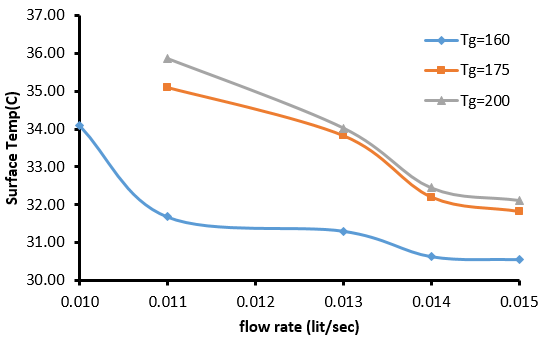 37.00
36.00
35.00
34.00
33.00
32.00
31.00
30.00
Surface Temp(C)
Tg=160
Tg=175
Tg=200
0.010 0.011 0.012 0.013 0.014 0.015
flow rate (lit/sec)